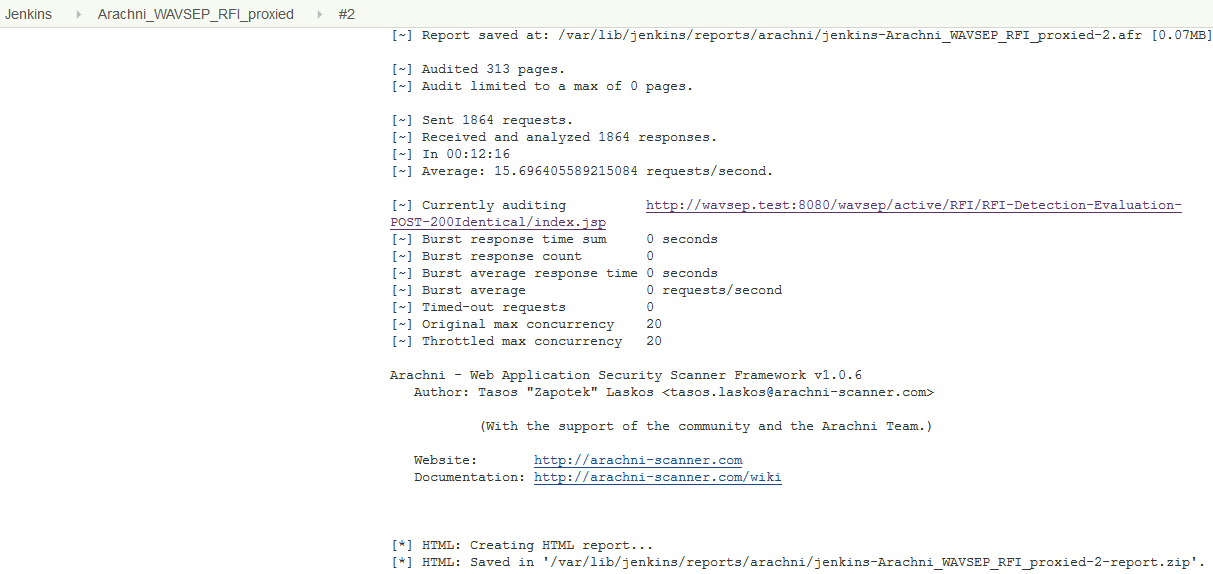 Jenkins Arachni_WAVSEP_RFI_proxied #2
[~] Report saved at: /var/lib/jenkins/reports/arachni/jenkins-Arachni_WAVSEP_RFI_proxied-2.afr [0.07MB]
[~] Audited 313 pages.
[~] Audit limited to a max of 0 pages.
[~] Sent 1864 requests.
[~] Received and analyzed 1864 responses.
[~] In 00:12:16
[~] Average: 15.696405589215084 requests/second.
[~] Currently auditing http://wavsep.test:8080/wavsep/active/RFI/RFI-Detection-Evaluation-
POST-200Identical/index.jsp
[~] Burst response time sum 0 seconds
[~] Burst response count 0
[~] Burst average response time 0 seconds
[~] Burst average 0 requests/second
[~] Timed-out requests 0
[~] Original max concurrency 20
[~] Throttled max concurrency 20
Arachni - Web Application Security Scanner Framework v1.0.6
Author: Tasos "Zapotek" Laskos <tasos.laskos@arachni-scanner.com>
(With the support of the community and the Arachni Team.)
Website: http://arachni-scanner.com
Documentation: http://arachni-scanner.com/wiki
[*] HTML: Creating HTML report...
[*] HTML: Saved in '/var/lib/jenkins/reports/arachni/jenkins-Arachni_WAVSEP_RFI_proxied-2-report.zip'.